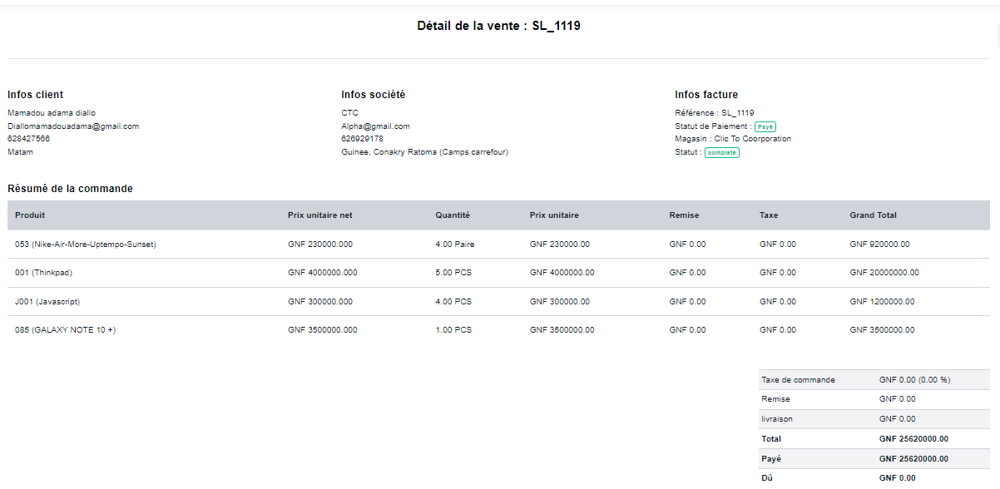 Détail de la vente : SL_1119
Infos client
Mamadou adama diallo
Diallomamadouadama@gmail.com
628427566
Matam
Infos société
CTC
Alpha@gmail.com
626929178
Guinee, Conakry Ratoma (Camps carrefour)
Infos facture
Référence : SL_1119
Statut de Paiement : Payé
Magasin : Clic To Coorporation
Statut : completé
Résumé de la commande
Produit Prix unitaire net Quantité Prix unitaire Remise Taxe Grand Total
053 (Nike-Air-More-Uptempo-Sunset) GNF 230000.000 4.00 Paire GNF 230000.00 GNF 0.00 GNF 0.00 GNF 920000.00
001 (Thinkpad) GNF 4000000.000 5.00 PCS GNF 4000000.00 GNF 0.00 GNF 0.00 GNF 20000000.00
J001 (Javascript) GNF 300000.000 4.00 PCS GNF 300000.00 GNF 0.00 GNF 0.00 GNF 1200000.00
085 (GALAXY NOTE 10 +) GNF 3500000.000 1.00 PCS GNF 3500000.00 GNF 0.00 GNF 0.00 GNF 3500000.00
Taxe de commande GNF 0.00 (0.00 %)
Remise GNF 0.00
livraison GNF 0.00
Total GNF 25620000.00
Payé GNF 25620000.00
Dû GNF 0.00